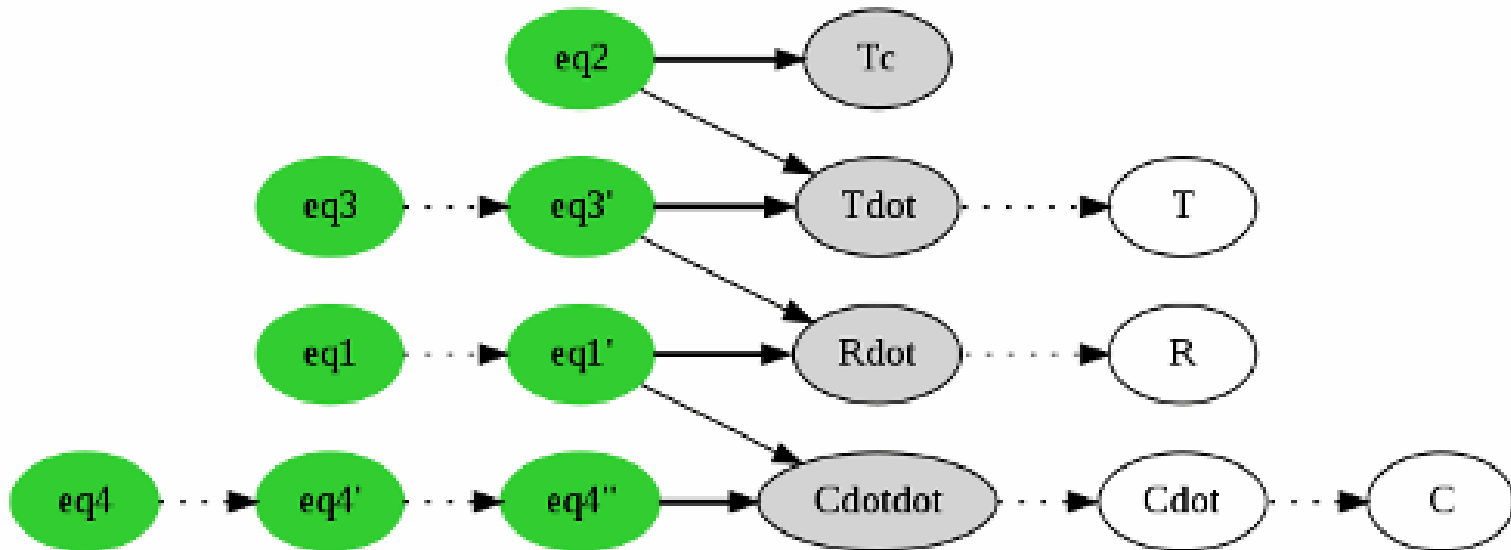 eq2 Tc
eq3 eq3' Tdot T
eq1 eq1' Rdot R
eq4 eq4' eq4'' Cdotdot Cdot C